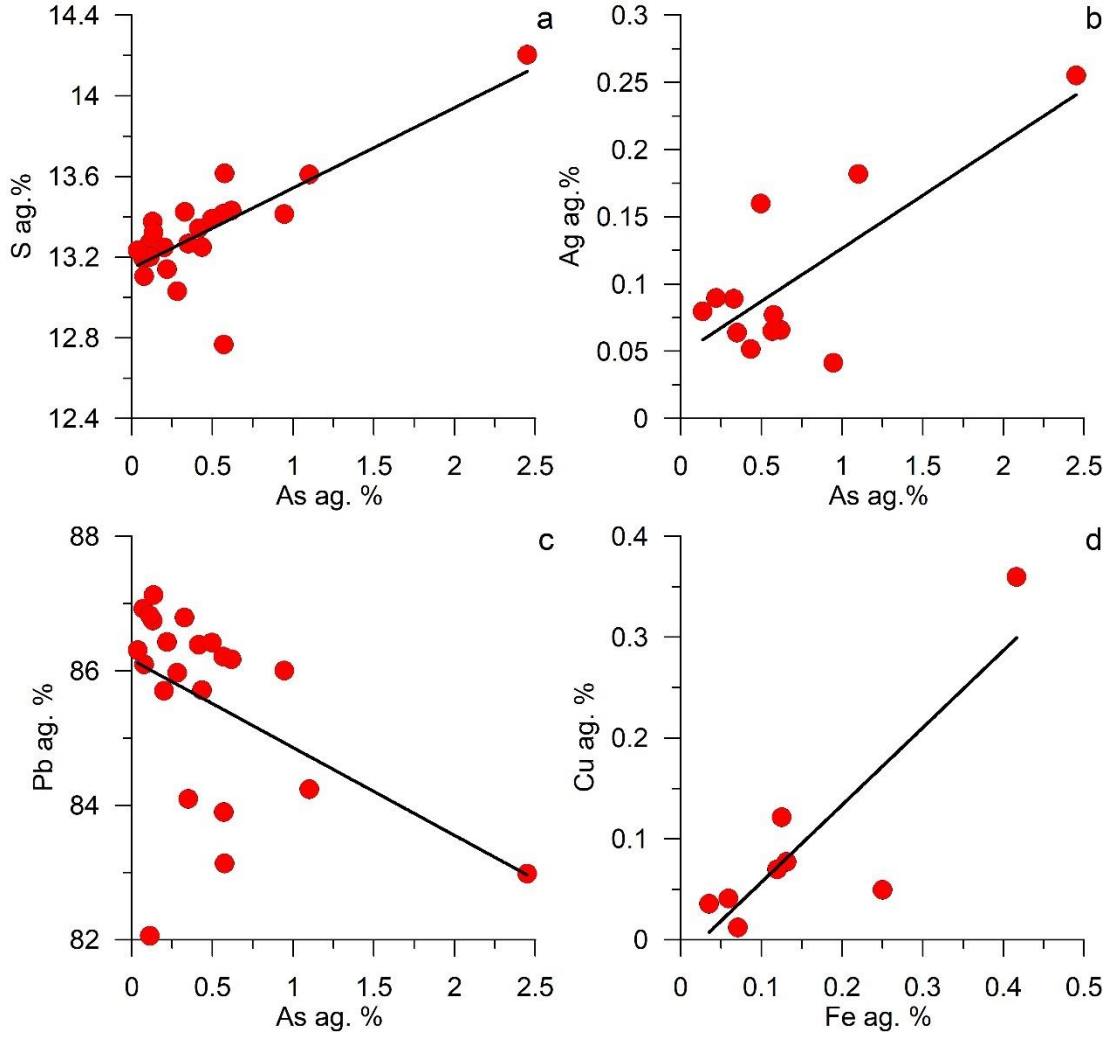 a
14.4
14
13.6
13.2
12.8
12.4
S ag.%
0 0.5 1 1.5 2 2.5
As ag. %
b
0.3
0.25
0.2
0.15
0.1
0.05
0
Ag ag.%
0 0.5 1 1.5 2 2.5
As ag.%
c
88
86
84
82
Pb ag. %
0 0.5 1 1.5 2 2.5
As ag. %
d
0.4
0.3
0.2
0.1
0
Cu ag. %
0 0.1 0.2 0.3 0.4 0.5
Fe ag. %